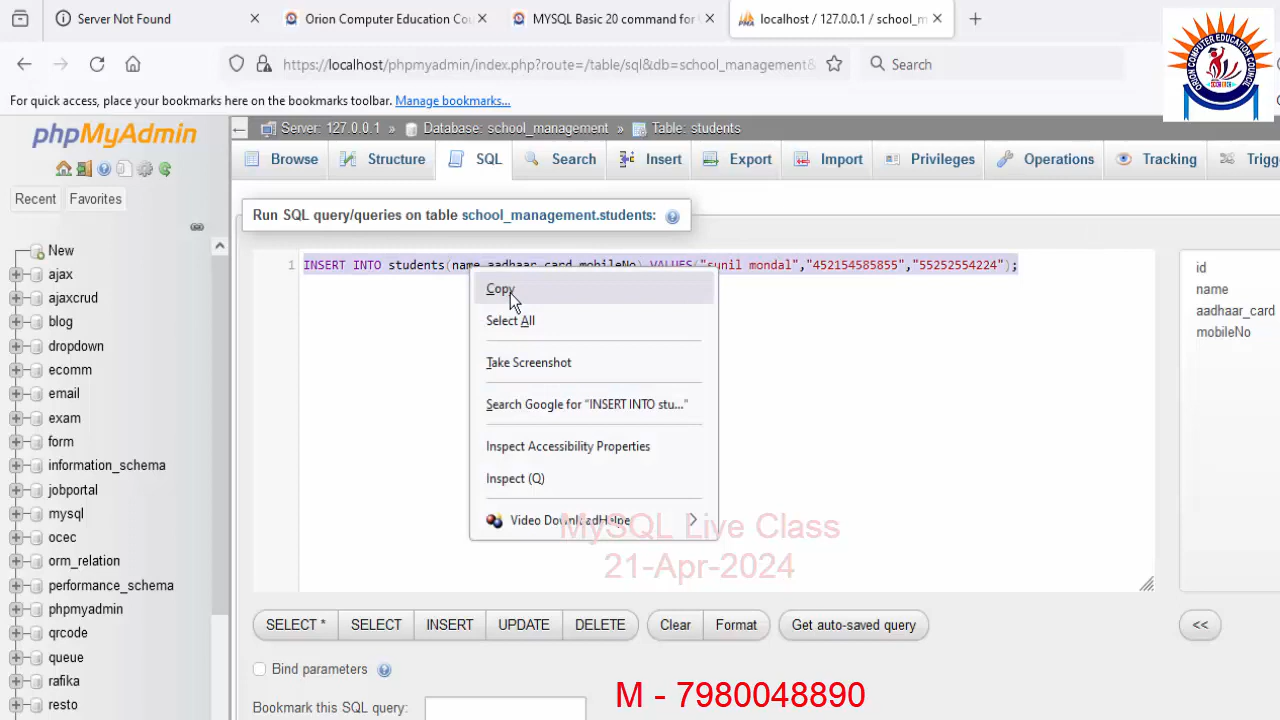 Server Not Found
Orion Computer Education Cou
MYSQL Basic 20 command for
localhost / 127.0.0.1 / school_m
https://localhost/phpmyadmin/index.php?route=/table/sql&db=school_management&
Search
For quick access, place your bookmarks here on the bookmarks toolbar. Manage bookmarks...
ORION COMPUTER EDUCATION COUNCIL
phpMyAdmin
Server: 127.0.0.1 » Database: school_management » Table: students
Browse Structure SQL Search Insert Export Import Privileges Operations Tracking Trigg
Recent Favorites
Run SQL query/queries on table school_management.students:
New
ajax
ajaxcrud
blog
dropdown
ecomm
email
exam
form
information_schema
jobportal
mysql
ocec
orm_relation
performance_schema
phpmyadmin
qrcode
queue
rafika
resto
1 INSERT INTO students(name,aadhaar_card,mobileNo) VALUES("sunil mondal","452154585855","55252554224");
Copy
Select All
Take Screenshot
Search Google for "INSERT INTO stu..."
Inspect Accessibility Properties
Inspect (Q)
Video DownloadHelper
id
name
aadhaar_card
mobileNo
MySQL Live Class
21-Apr-2024
SELECT * SELECT INSERT UPDATE DELETE Clear Format Get auto-saved query <<
Bind parameters
Bookmark this SQL query:
M - 7980048890